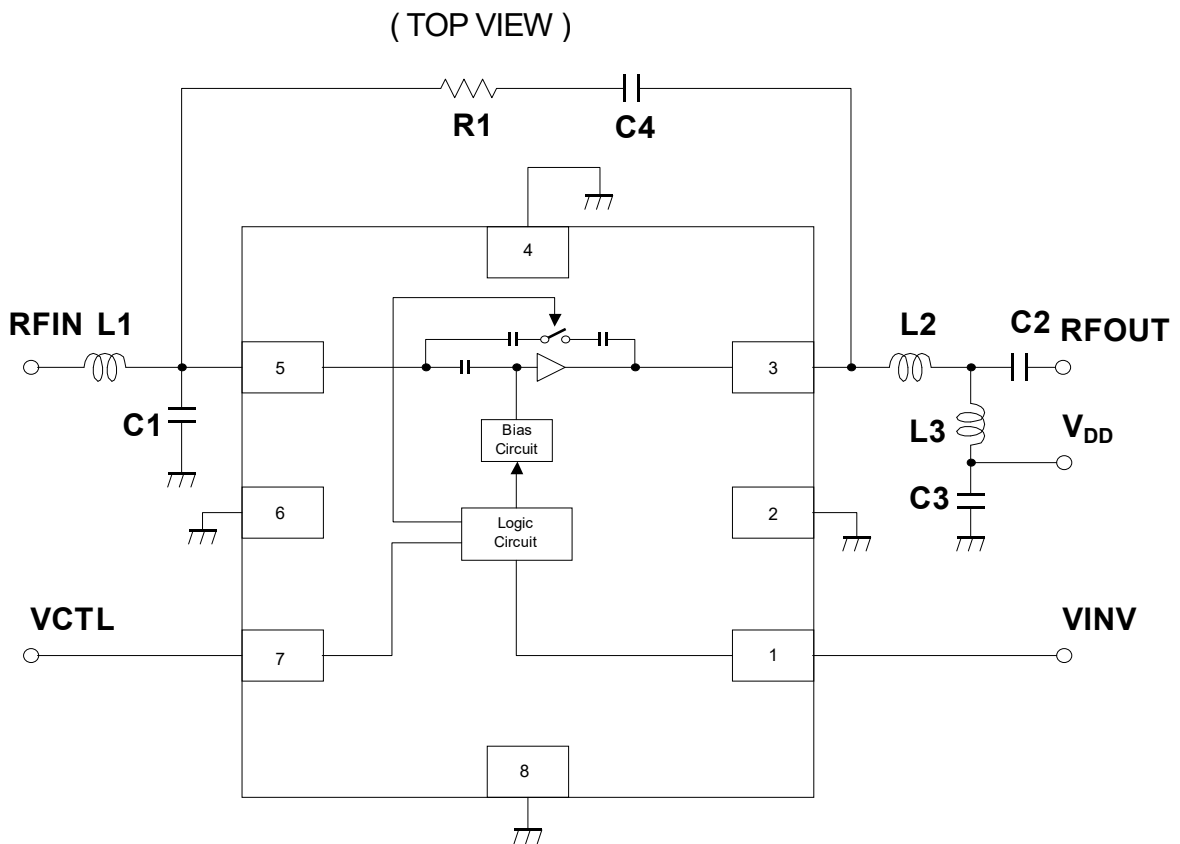 ( TOP VIEW )
R1
C4
4
RFIN L1
L2
C2 RFOUT
5
3
C1
Bias
Circuit
L3
VDD
6
Logic
Circuit
2
C3
VCTL
VINV
7
1
8